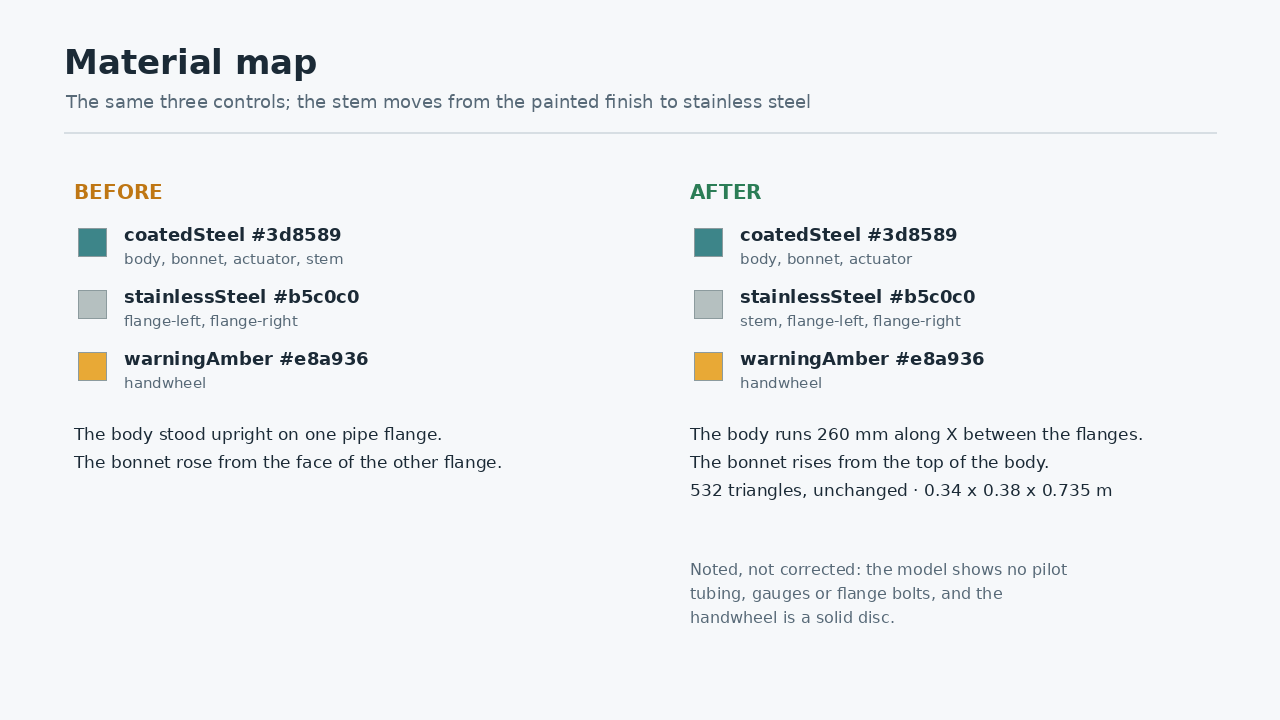 Material map
The same three controls; the stem moves from the painted finish to stainless steel
BEFORE
coatedSteel #3d8589
body, bonnet, actuator, stem
stainlessSteel #b5c0c0
flange-left, flange-right
warningAmber #e8a936
handwheel
The body stood upright on one pipe flange.
The bonnet rose from the face of the other flange.
AFTER
coatedSteel #3d8589
body, bonnet, actuator
stainlessSteel #b5c0c0
stem, flange-left, flange-right
warningAmber #e8a936
handwheel
The body runs 260 mm along X between the flanges.
The bonnet rises from the top of the body.
532 triangles, unchanged · 0.34 x 0.38 x 0.735 m
Noted, not corrected: the model shows no pilot
tubing, gauges or flange bolts, and the
handwheel is a solid disc.